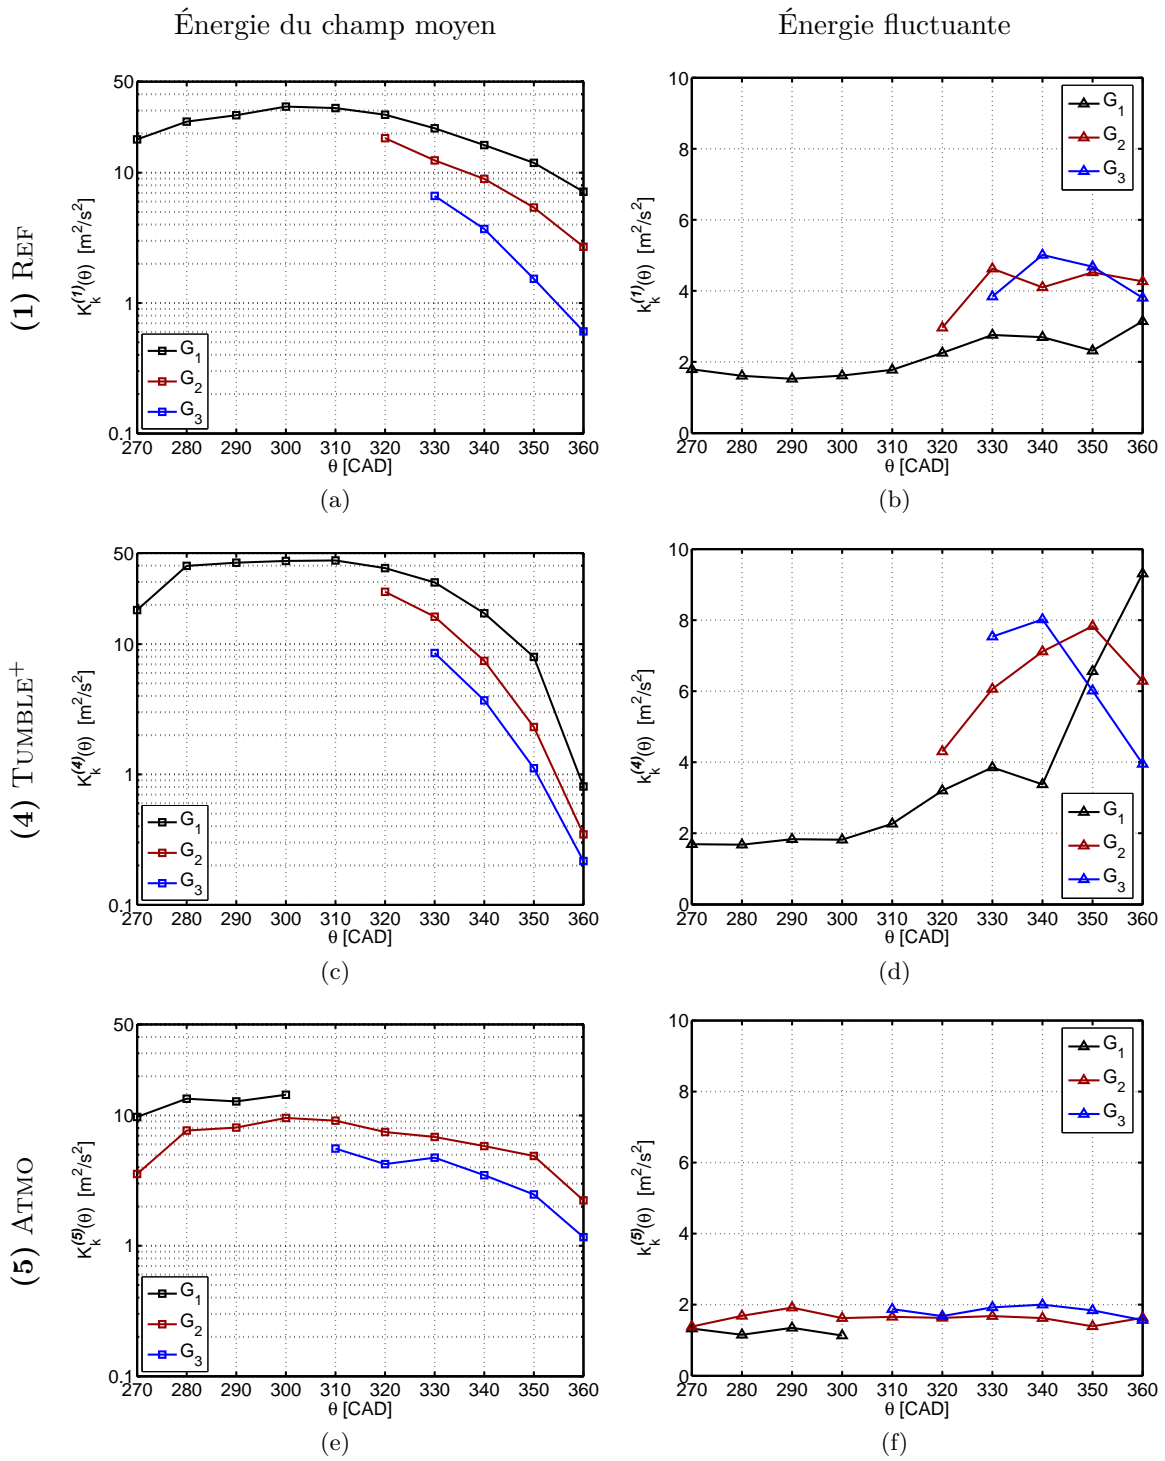 Énergie du champ moyen
Énergie fluctuante
(1) REF
50
10
1
0.1
K_k^(1)(θ) [m²/s²]
G₁
G₂
G₃
270 280 290 300 310 320 330 340 350 360
θ [CAD]
(a)
10
8
6
4
2
0
k_k^(1)(θ) [m²/s²]
G₁
G₂
G₃
270 280 290 300 310 320 330 340 350 360
θ [CAD]
(b)
(4) TUMBLE⁺
50
10
1
0.1
K_k^(4)(θ) [m²/s²]
G₁
G₂
G₃
270 280 290 300 310 320 330 340 350 360
θ [CAD]
(c)
10
8
6
4
2
0
k_k^(4)(θ) [m²/s²]
G₁
G₂
G₃
270 280 290 300 310 320 330 340 350 360
θ [CAD]
(d)
(5) ATMO
50
10
1
0.1
K_k^(5)(θ) [m²/s²]
G₁
G₂
G₃
270 280 290 300 310 320 330 340 350 360
θ [CAD]
(e)
10
8
6
4
2
0
k_k^(5)(θ) [m²/s²]
G₁
G₂
G₃
270 280 290 300 310 320 330 340 350 360
θ [CAD]
(f)